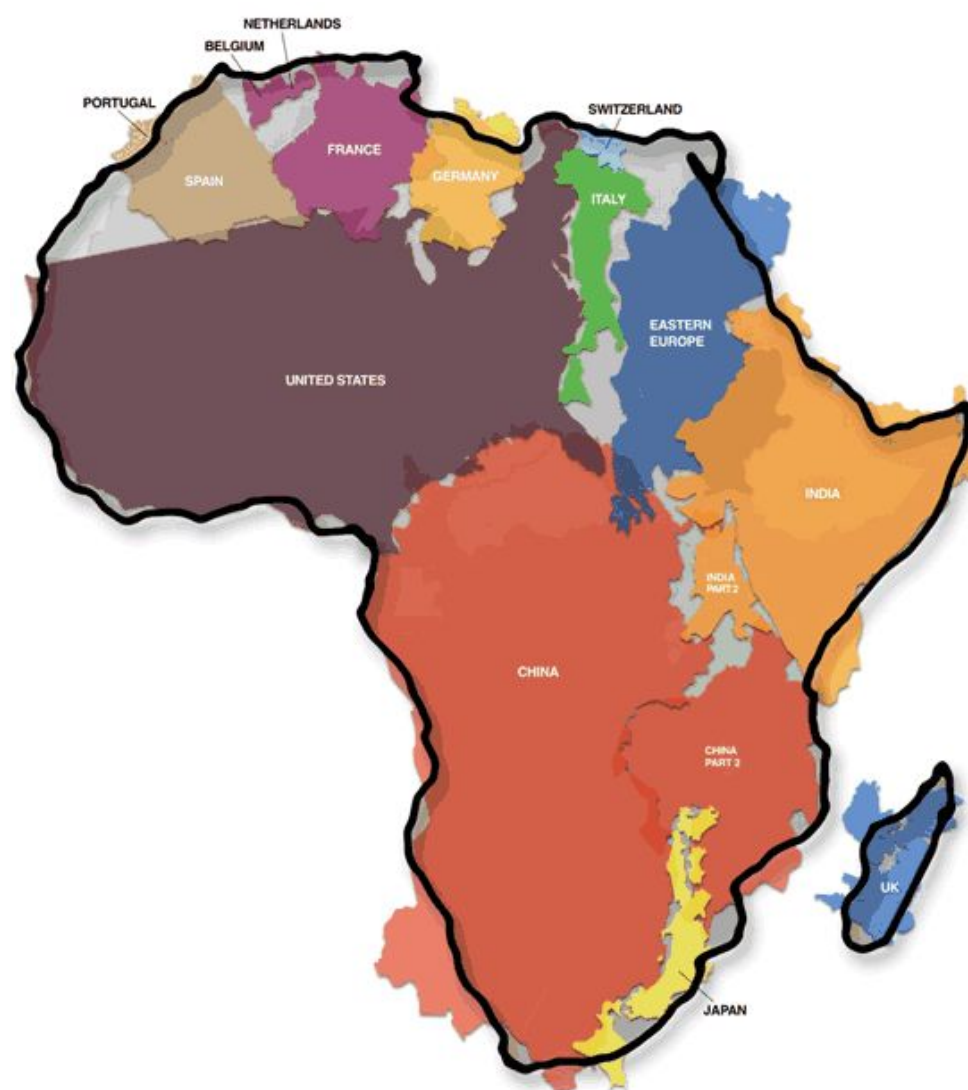 NETHERLANDS
BELGIUM
PORTUGAL
SWITZERLAND
FRANCE
GERMANY
SPAIN
ITALY
EASTERN
EUROPE
UNITED STATES
INDIA
INDIA
PART 2
CHINA
CHINA
PART 2
UK
JAPAN